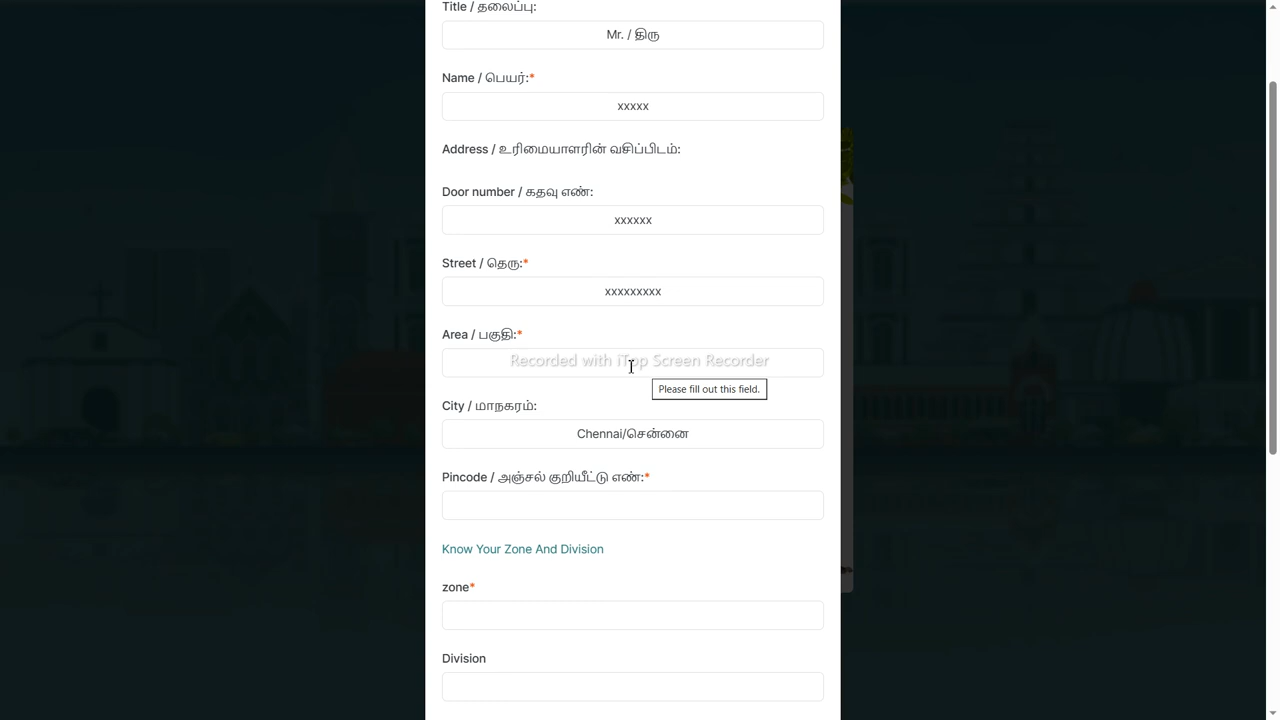 Title / தலைப்பு:
Mr. / திரு
Name / பெயர்:*
xxxxx
Address / உரிமையாளரின் வசிப்பிடம்:
Door number / கதவு எண்:
xxxxxx
Street / தெரு:*
xxxxxxxxx
Area / பகுதி:*
Recorded with iTop Screen Recorder
Please fill out this field.
City / மாநகரம்:
Chennai/சென்னை
Pincode / அஞ்சல் குறியீட்டு எண்:*
Know Your Zone And Division
zone*
Division